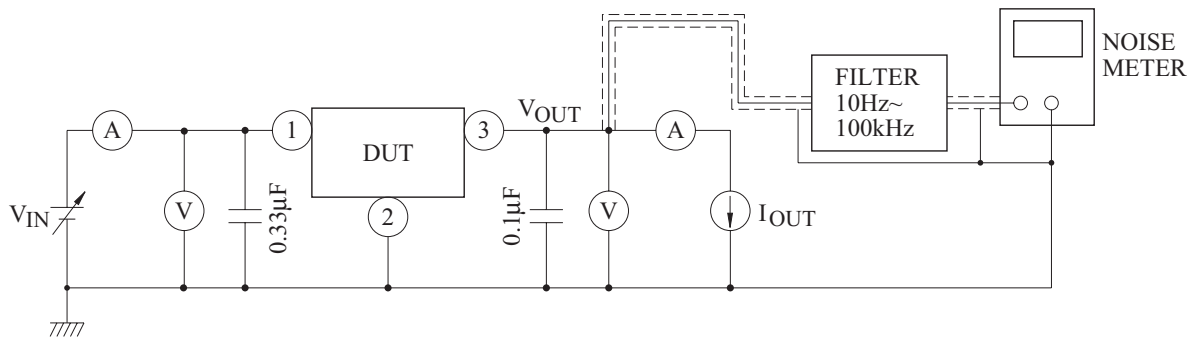 NOISE
METER
FILTER
10Hz~
100kHz
A
1
DUT
3
VOUT
A
VIN
V
0.33μF
2
0.1μF
V
IOUT